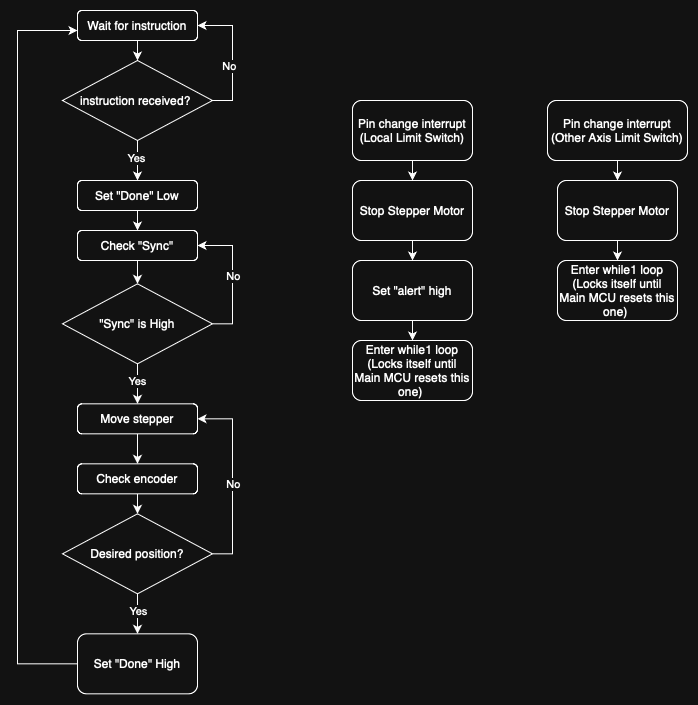 Wait for instruction
No
instruction received?
Yes
Set "Done" Low
Check "Sync"
No
"Sync" is High
Yes
Move stepper
Check encoder
No
Desired position?
Yes
Set "Done" High
Pin change interrupt
(Local Limit Switch)
Stop Stepper Motor
Set "alert" high
Enter while1 loop
(Locks itself until
Main MCU resets this
one)
Pin change interrupt
(Other Axis Limit Switch)
Stop Stepper Motor
Enter while1 loop
(Locks itself until
Main MCU resets this
one)